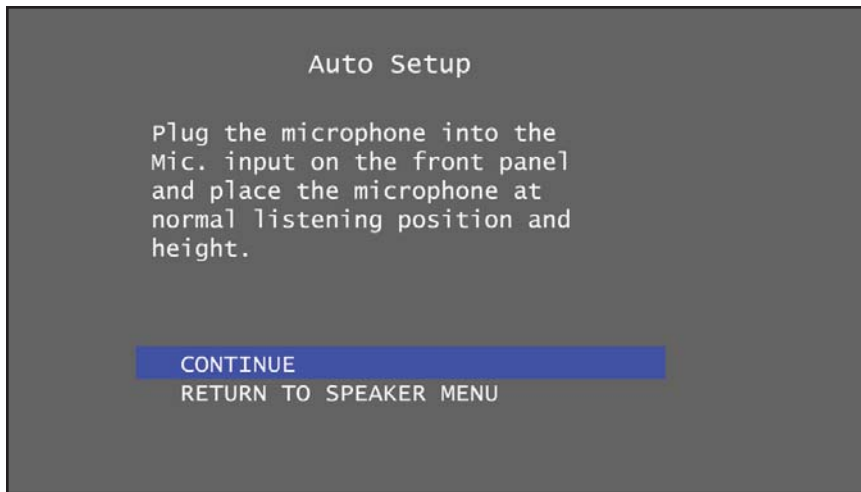 Auto Setup
Plug the microphone into the
Mic. input on the front panel
and place the microphone at
normal listening position and
height.
CONTINUE
RETURN TO SPEAKER MENU